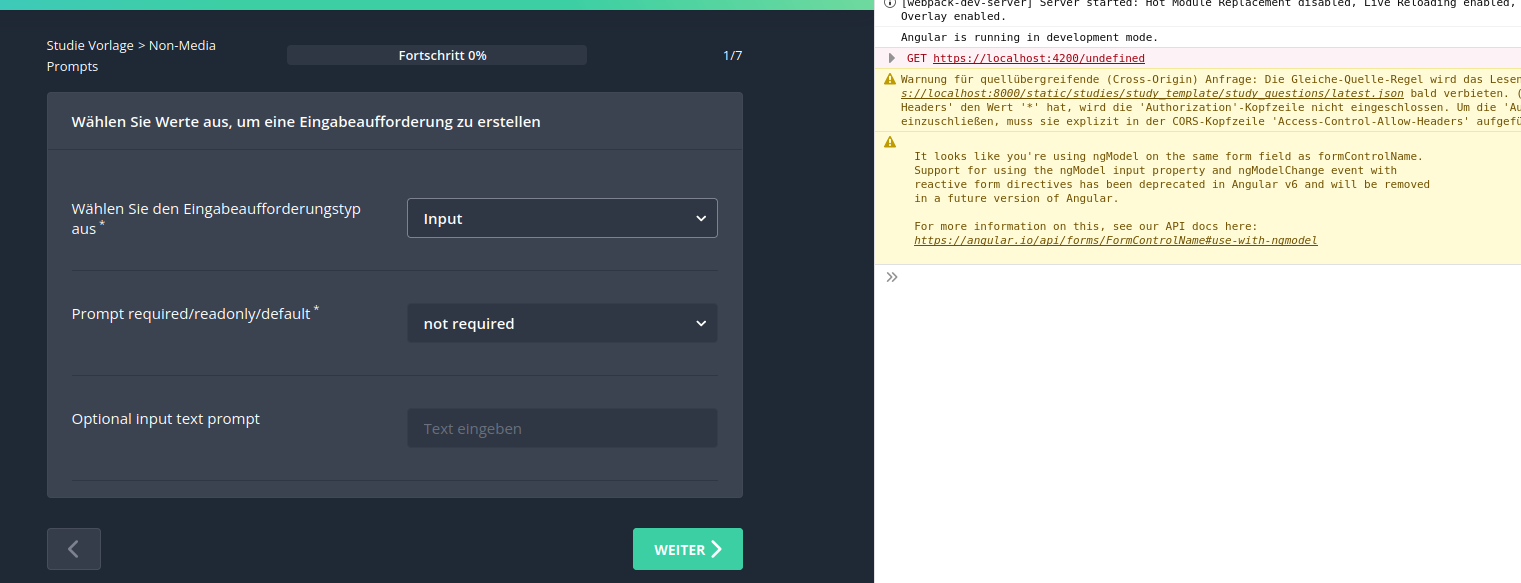 Studie Vorlage > Non-Media
Prompts
Fortschritt 0%
1/7
Wählen Sie Werte aus, um eine Eingabeaufforderung zu erstellen
Wählen Sie den Eingabeaufforderungstyp
aus *
Input
Prompt required/readonly/default *
not required
Optional input text prompt
Text eingeben
WEITER
[webpack-dev-server] Server started: Hot Module Replacement disabled, Live Reloading enabled,
Overlay enabled.
Angular is running in development mode.
GET https://localhost:4200/undefined
Warnung für quellübergreifende (Cross-Origin) Anfrage: Die Gleiche-Quelle-Regel wird das Lesen
s://localhost:8000/static/studies/study_template/study_questions/latest.json bald verbieten. (
Headers' den Wert '*' hat, wird die 'Authorization'-Kopfzeile nicht eingeschlossen. Um die 'Au
einzuschließen, muss sie explizit in der CORS-Kopfzeile 'Access-Control-Allow-Headers' aufgefü
It looks like you're using ngModel on the same form field as formControlName.
Support for using the ngModel input property and ngModelChange event with
reactive form directives has been deprecated in Angular v6 and will be removed
in a future version of Angular.
For more information on this, see our API docs here:
https://angular.io/api/forms/FormControlName#use-with-ngmodel